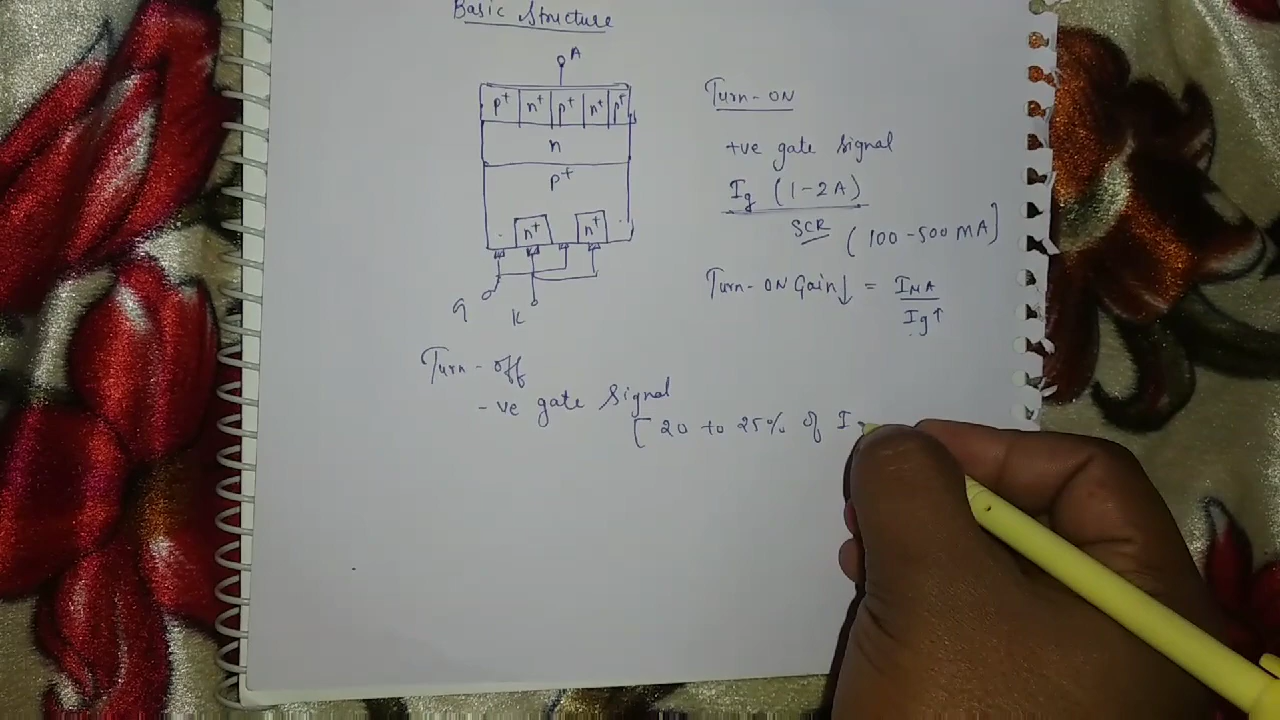 Basic Structure
A
p+ n+ p+ n+ p+
n
p+
n+ n+
G K
Turn-ON
+ve gate signal
Ig (1-2A)
SCR (100-500 MA)
Turn-ON Gain↓ = IMA
Ig↑
Turn-off
-ve gate signal
[20 to 25% of I